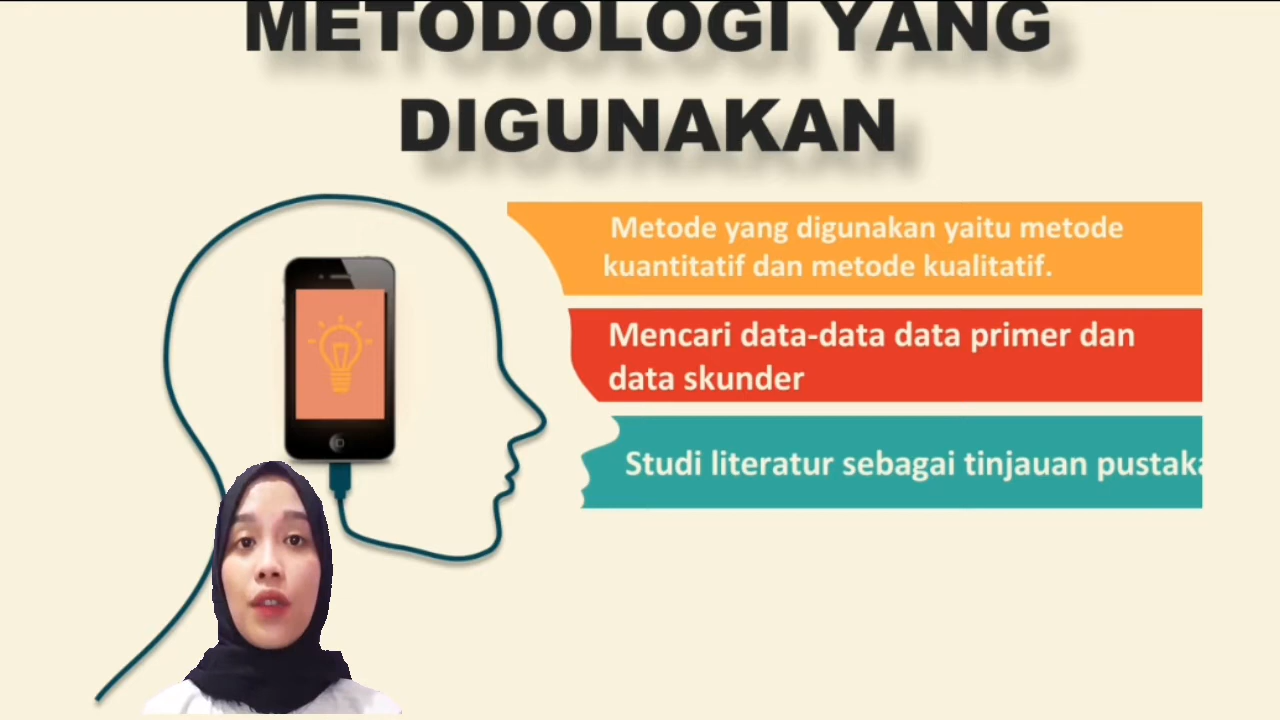 METODOLOGI YANG
DIGUNAKAN
Metode yang digunakan yaitu metode
kuantitatif dan metode kualitatif.
Mencari data-data data primer dan
data skunder
Studi literatur sebagai tinjauan pustaka